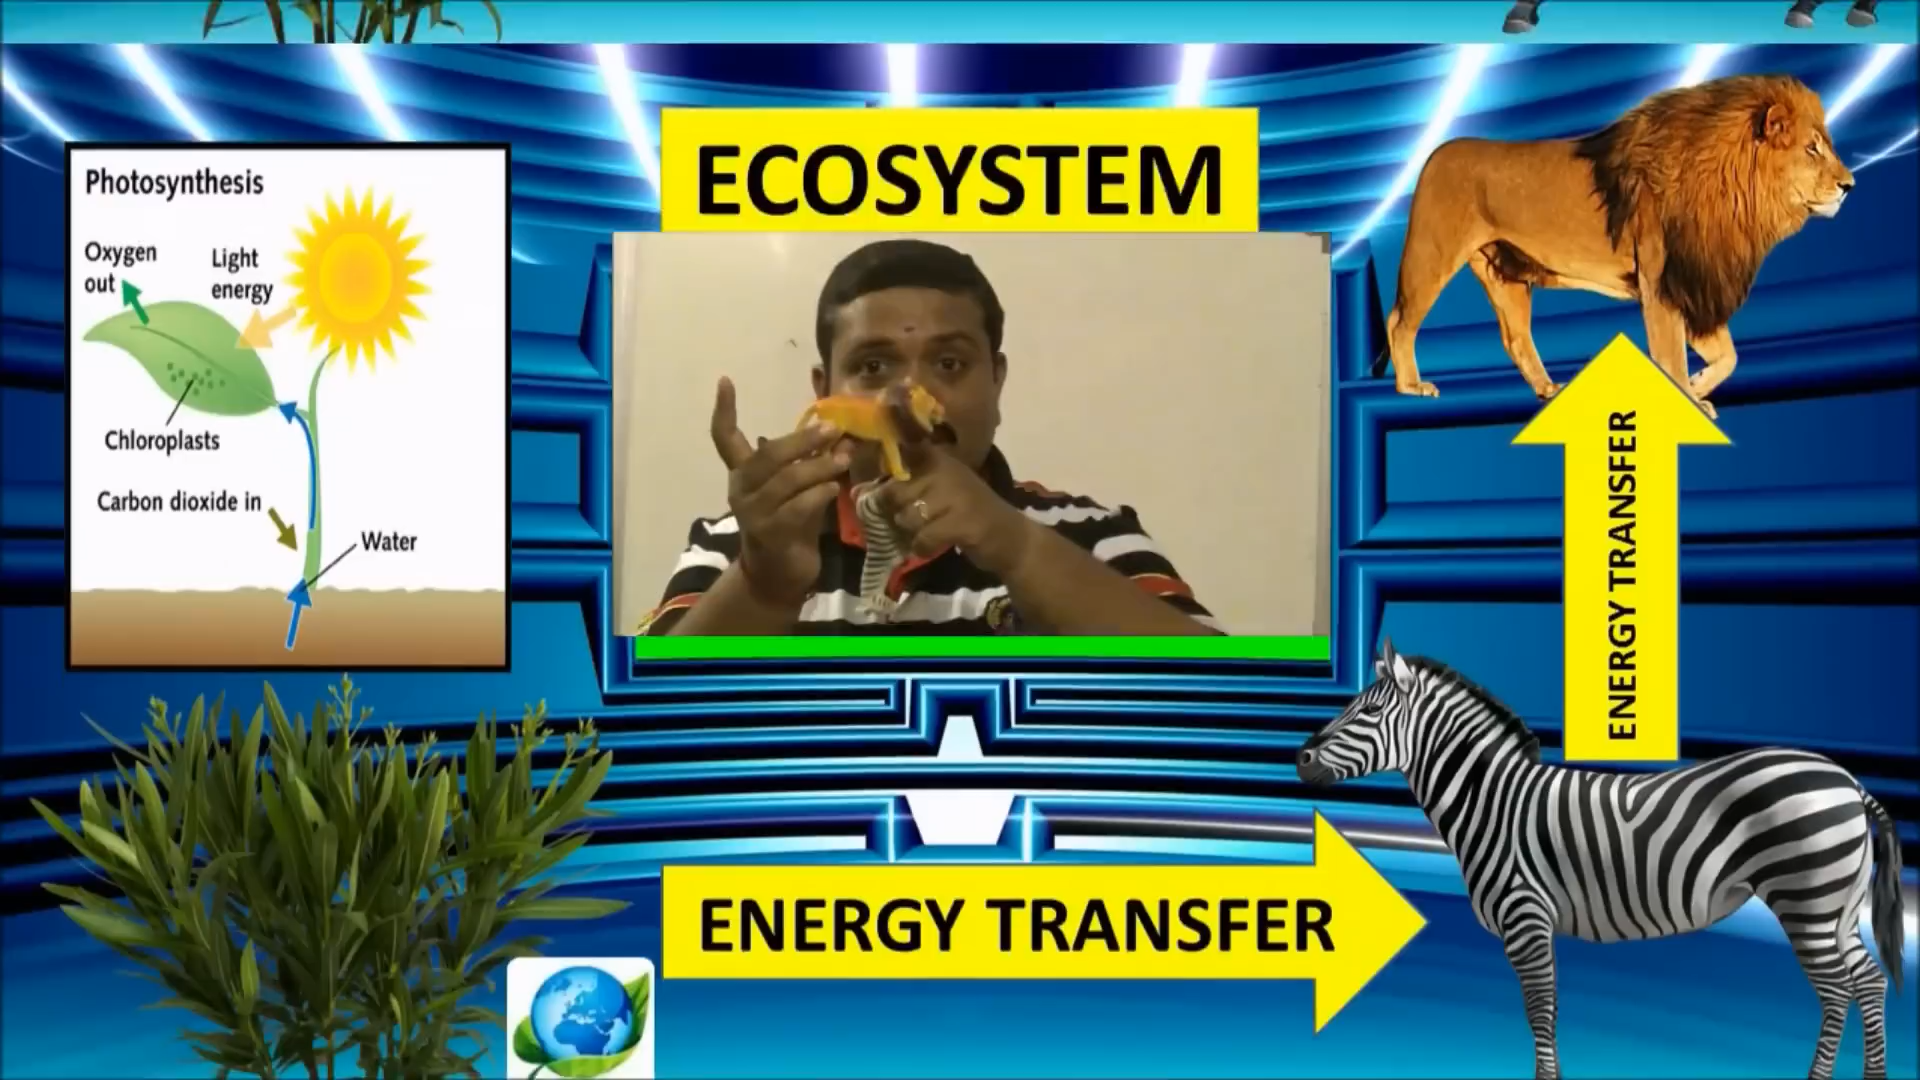 ECOSYSTEM
Photosynthesis
Oxygen
out
Light
energy
Chloroplasts
Carbon dioxide in
Water
ENERGY TRANSFER
ENERGY TRANSFER